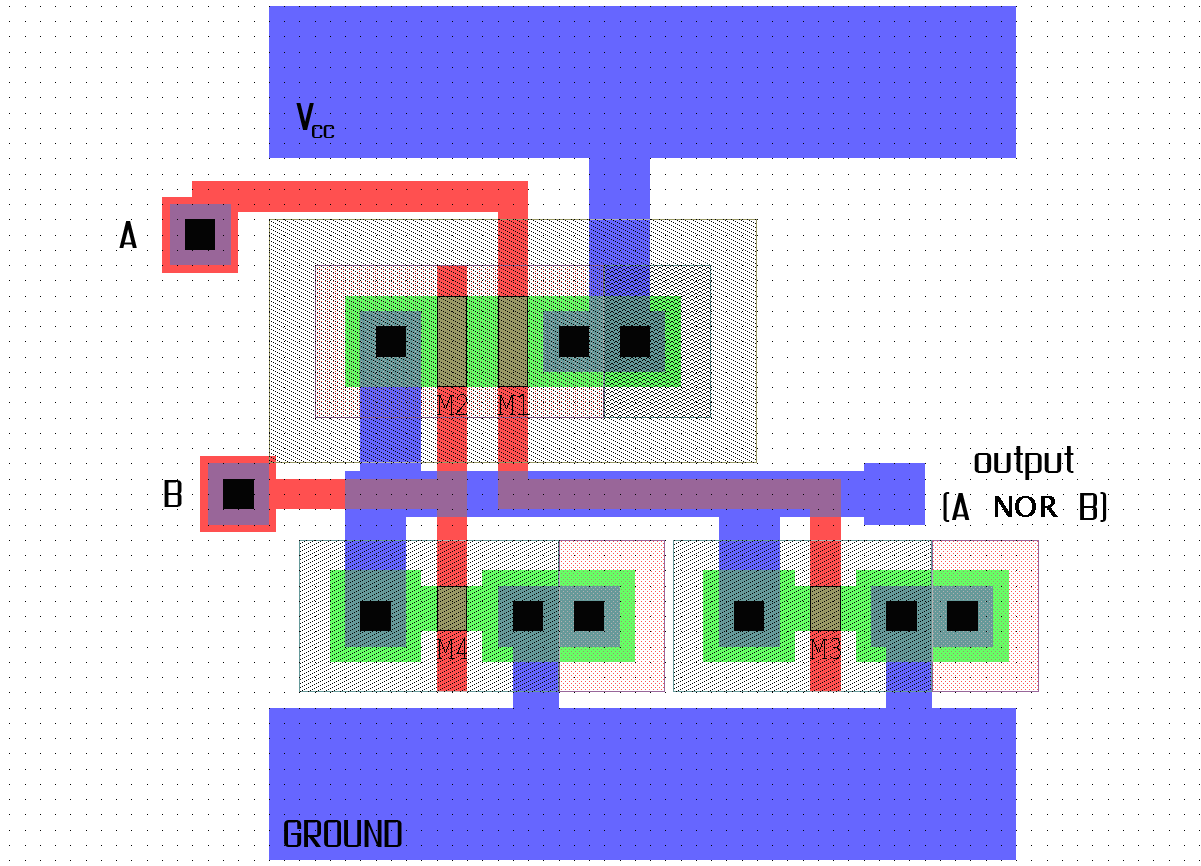 Vcc
A
M2 M1
B
output
(A NOR B)
M4 M3
GROUND